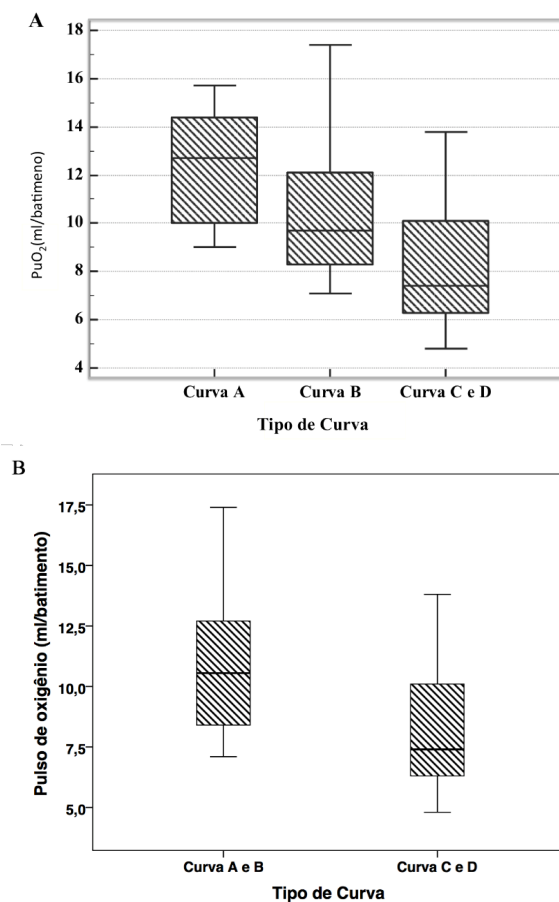 A
18
16
14
12
10
8
6
4
PuO₂(ml/batimeno)
Curva A Curva B Curva C e D
Tipo de Curva
B
17,5
15,0
12,5
10,0
7,5
5,0
Pulso de oxigênio (ml/batimento)
Curva A e B Curva C e D
Tipo de Curva